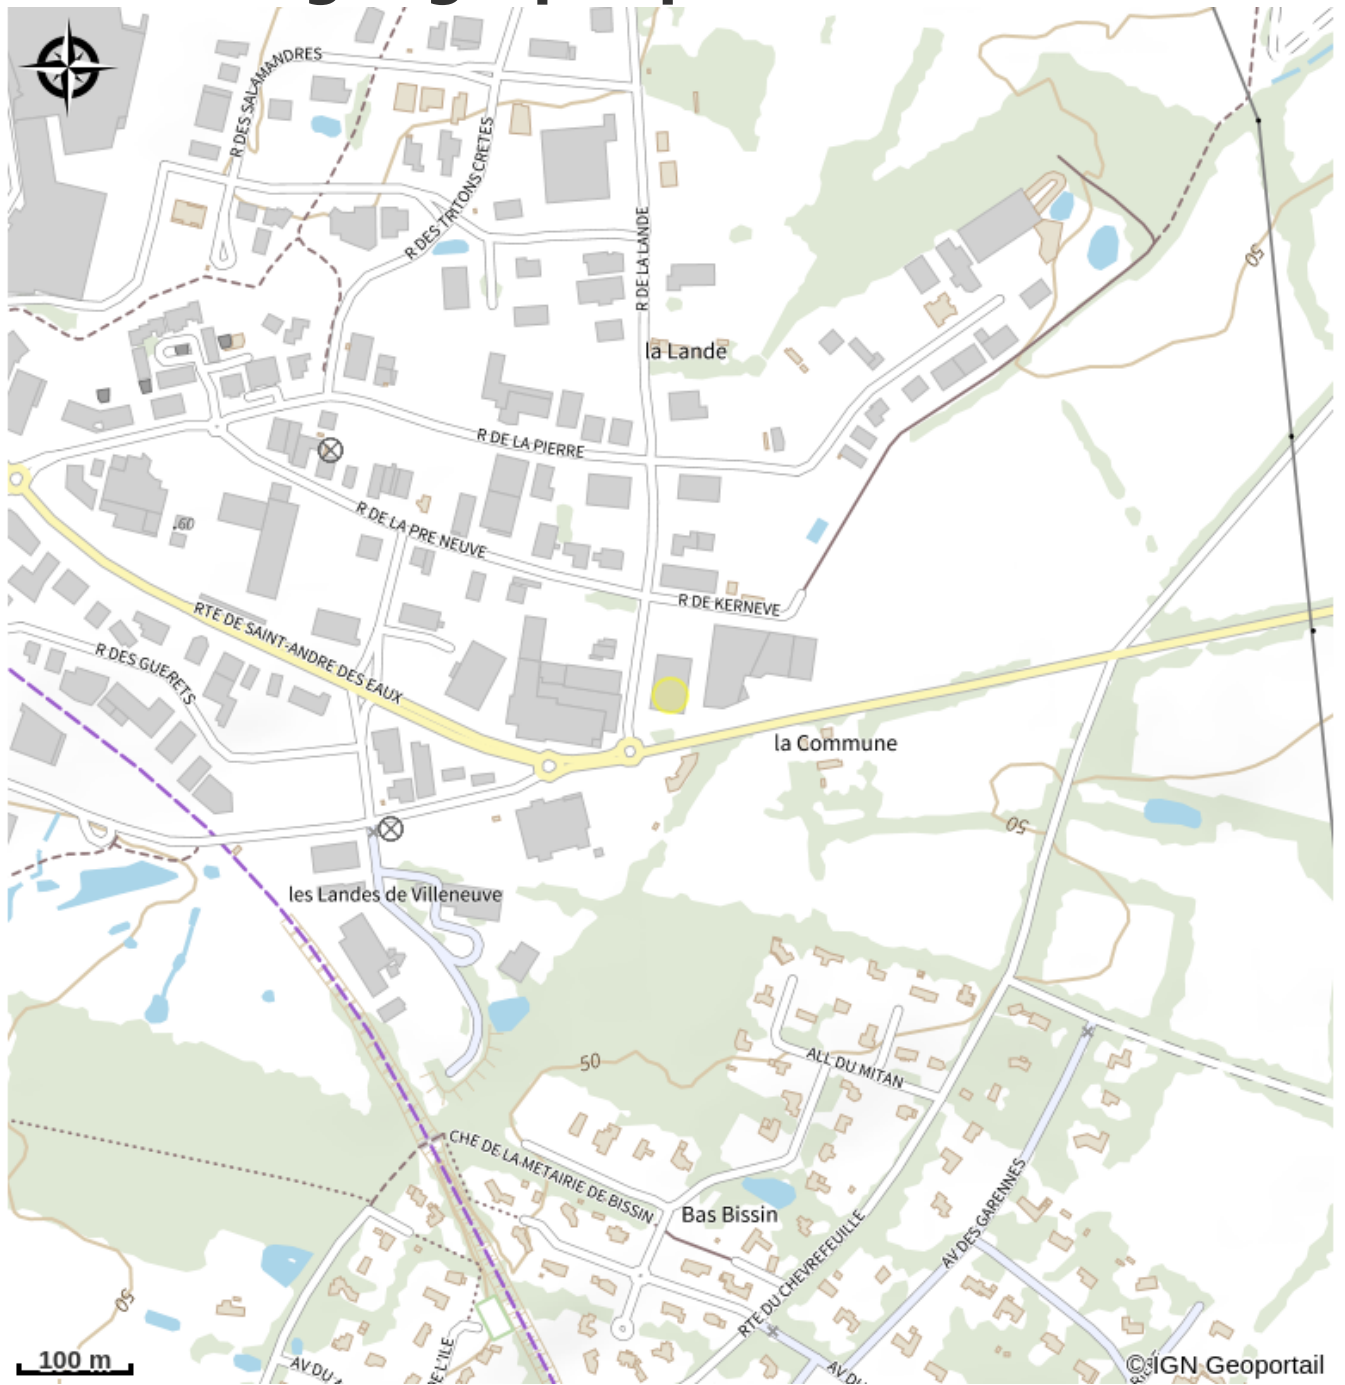 R DES SALAMANDRES
R DES TRITONS CRETES
R DE LA LANDE
50
la Lande
R DE LA PIERRE
.60
R DE LA PRE NEUVE
R DE KERNEVE
RTE DE SAINT-ANDRE DES EAUX
R DES GUERETS
la Commune
50
les Landes de Villeneuve
50
ALL DU MITAN
CHE DE LA METAIRIE DE BISSIN
Bas Bissin
AV DES GARENNES
RTE DU CHEVREFEUILLE
50
100 m
AV DU
DE L'ILE
AV DU
© IGN Geoportail